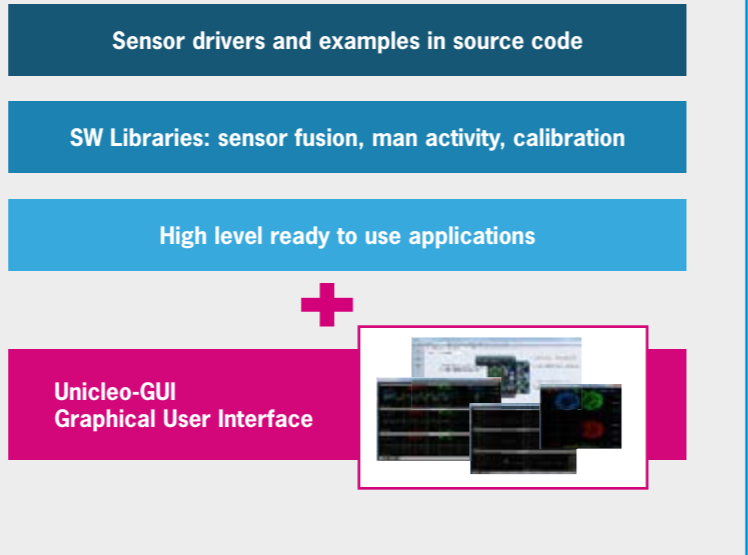 Sensor drivers and examples in source code
SW Libraries: sensor fusion, man activity, calibration
High level ready to use applications
Unicleo-GUI
Graphical User Interface